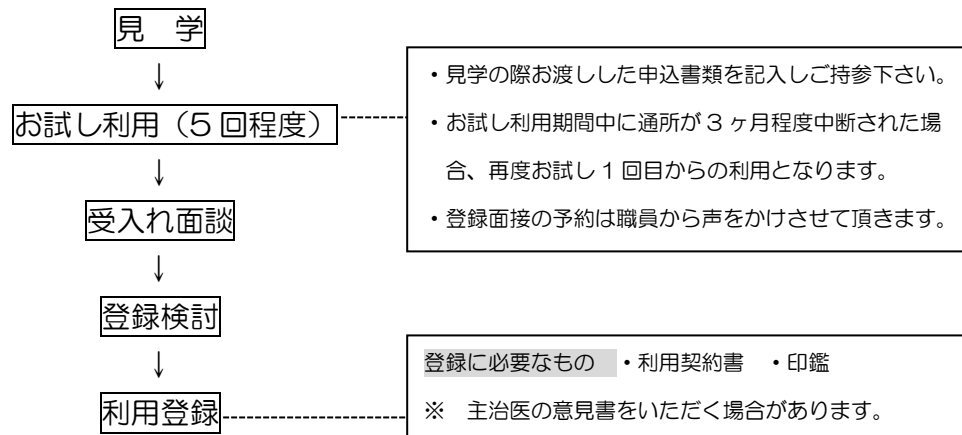 見　学
↓
お試し利用（5回程度）
・見学の際お渡しした申込書類を記入しご持参下さい。
・お試し利用期間中に通所が3ヶ月程度中断された場
合、再度お試し1回目からの利用となります。
・登録面接の予約は職員から声をかけさせて頂きます。
↓
受入れ面談
↓
登録検討
↓
利用登録
登録に必要なもの　・利用契約書　・印鑑
※　主治医の意見書をいただく場合があります。